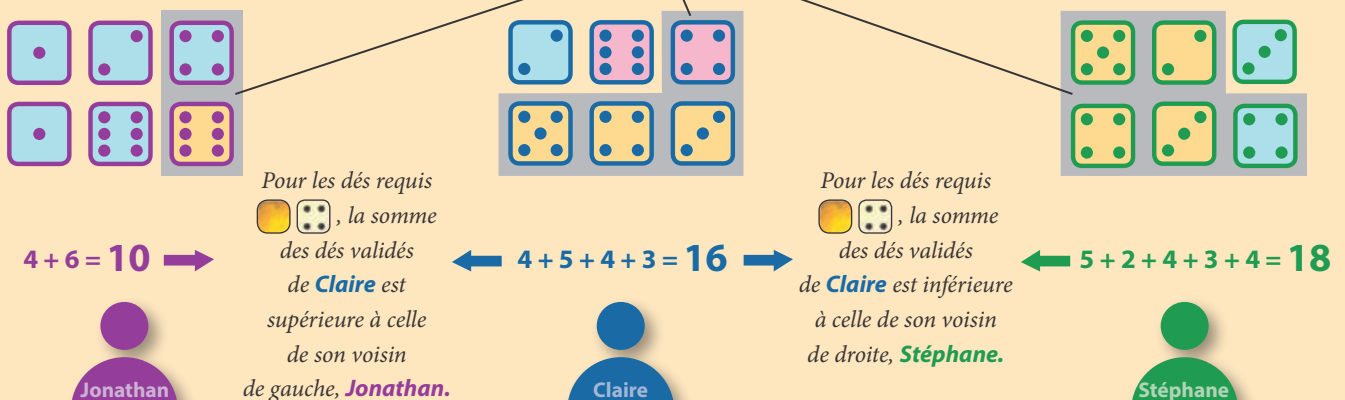 Pour les dés requis
, la somme
des dés validés
de Claire est
supérieure à celle
de son voisin
de gauche, Jonathan.
Pour les dés requis
, la somme
des dés validés
de Claire est inférieure
à celle de son voisin
de droite, Stéphane.
4 + 6 = 10
4 + 5 + 4 + 3 = 16
5 + 2 + 4 + 3 + 4 = 18
Jonathan
Claire
Stéphane